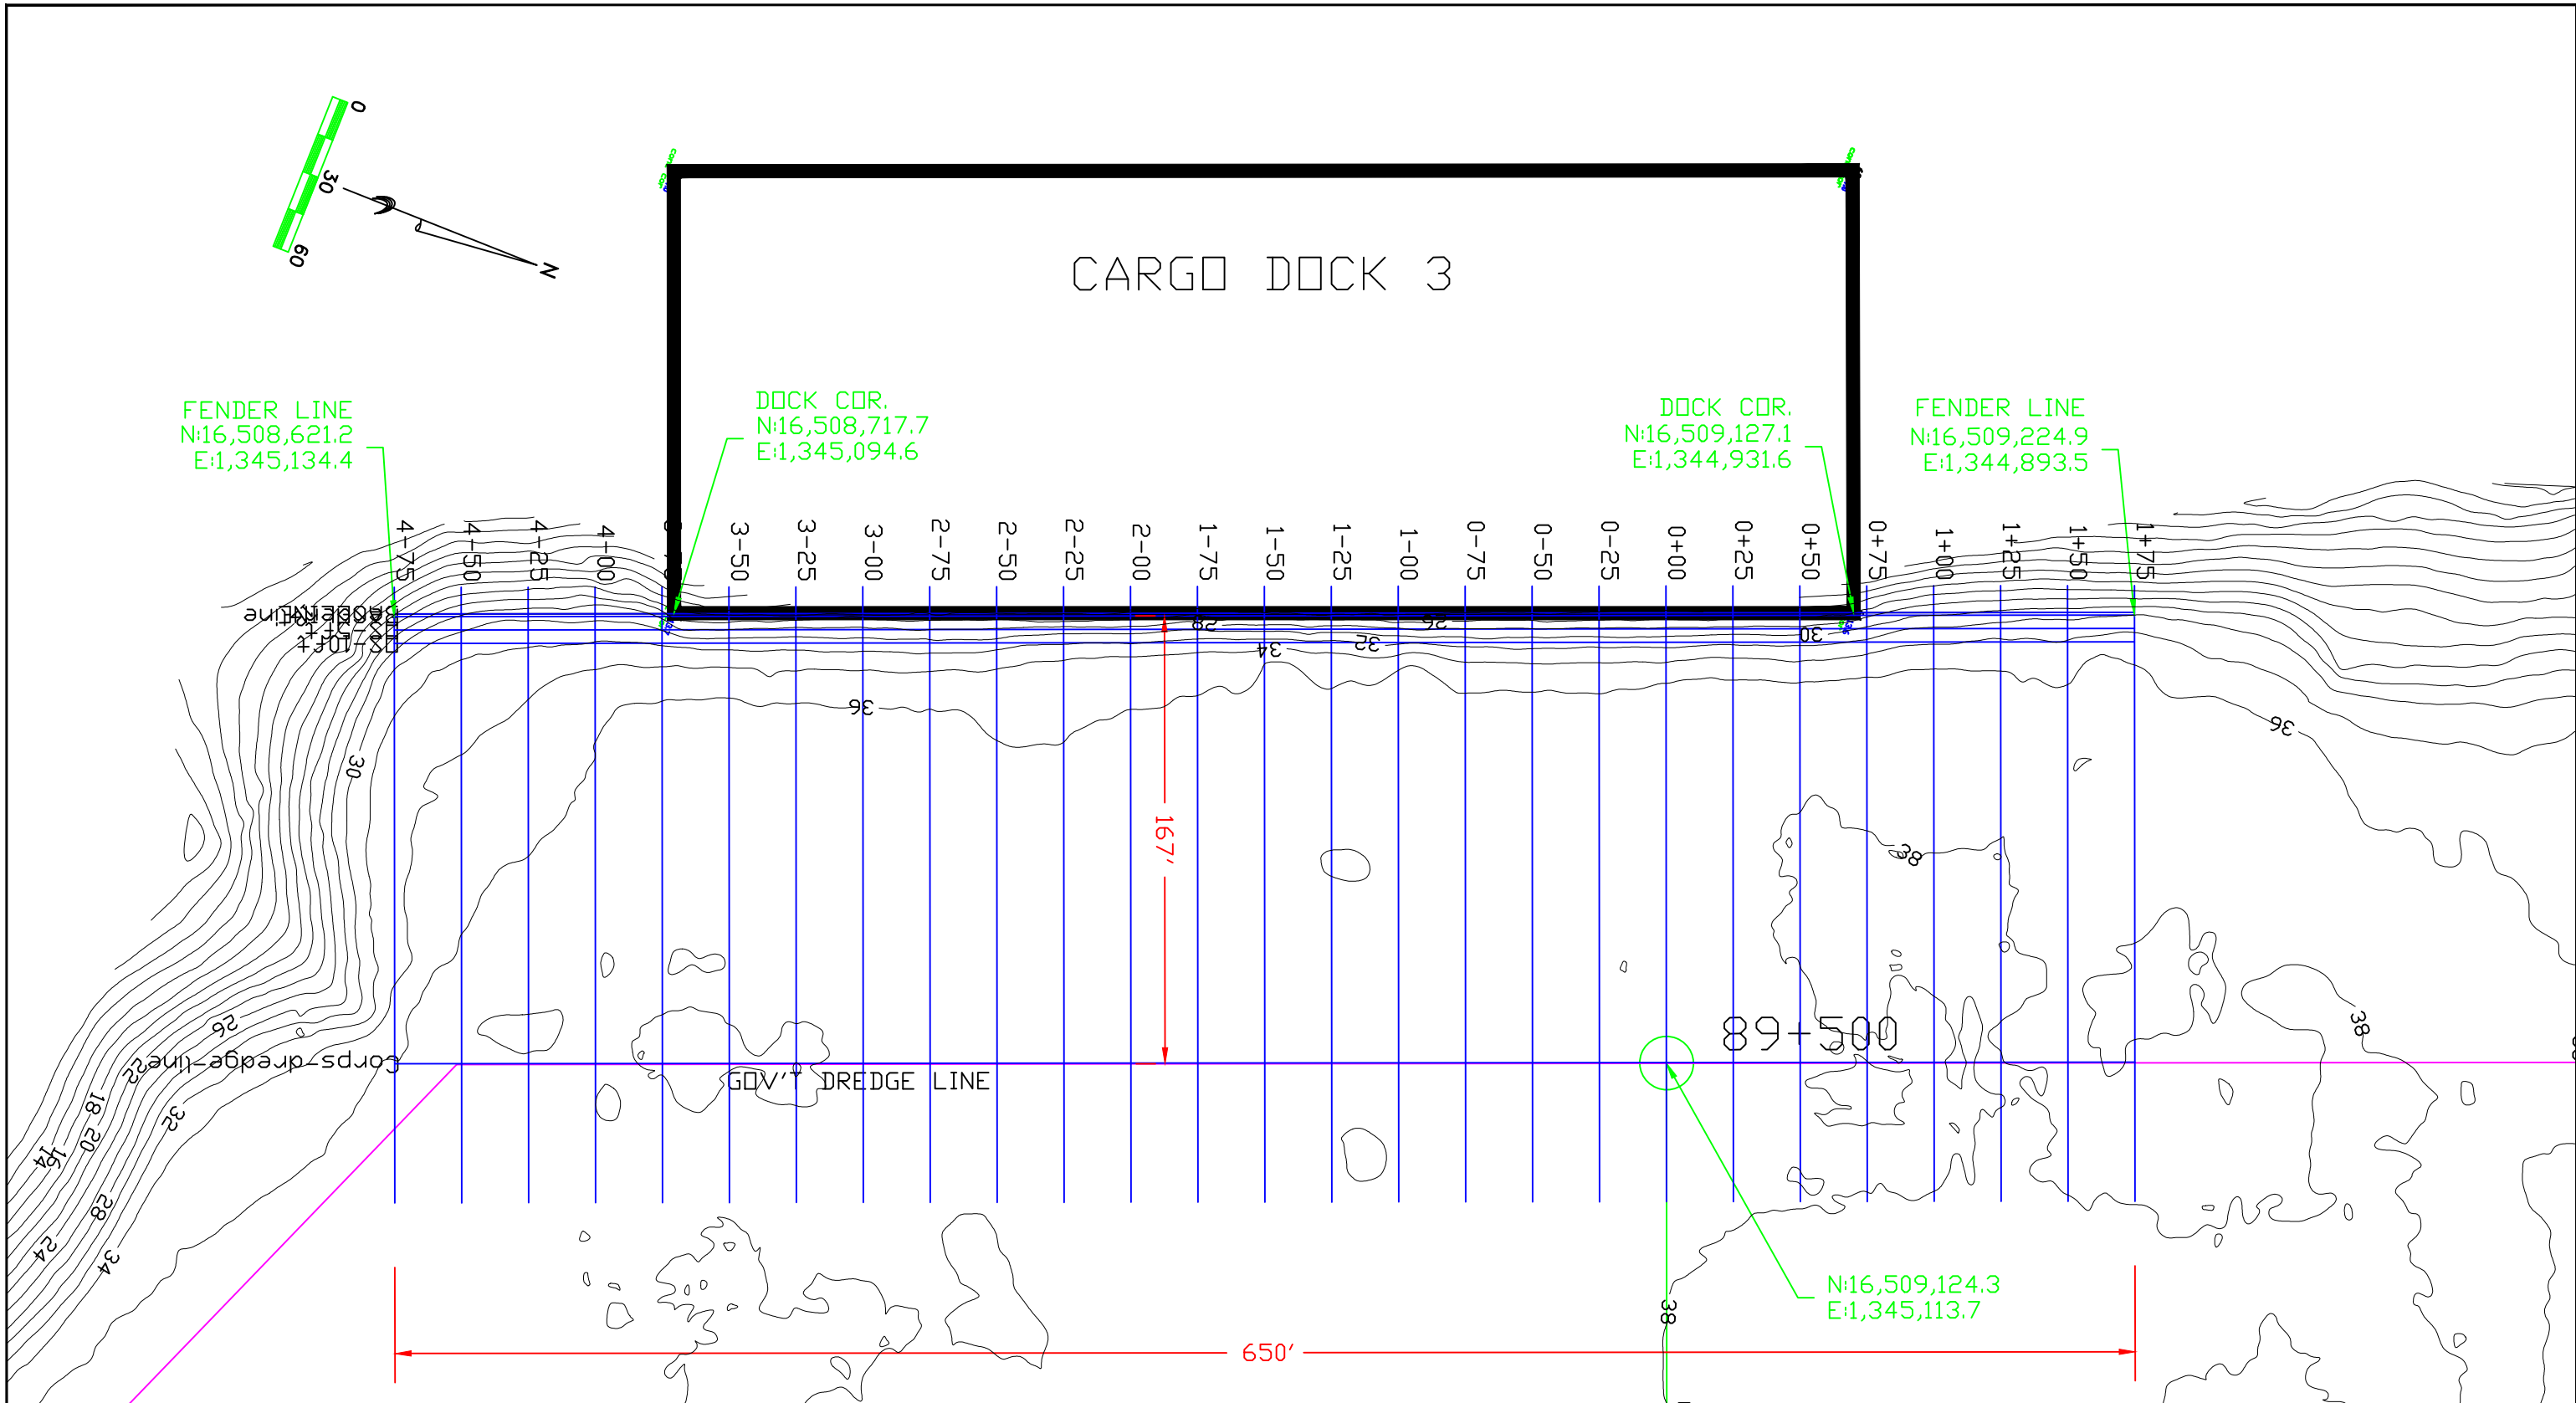 0
30
60
N
CARGO DOCK 3
FENDER LINE
N:16,508,621.2
E:1,345,134.4
DOCK COR.
N:16,508,717.7
E:1,345,094.6
DOCK COR.
N:16,509,127.1
E:1,344,931.6
FENDER LINE
N:16,509,224.9
E:1,344,893.5
4-75
4-50
4-25
4-00
3-50
3-25
3-00
2-75
2-50
2-25
2-00
1-75
1-50
1-25
1-00
0-75
0-50
0-25
0+00
0+25
0+50
0+75
1+00
1+25
1+50
1+75
OS-10ft
28
26
30
32
34
36
36
30
167'
38
89+500
38
26
Corps-dredge-line
22
GOV'T DREDGE LINE
18
20
32
16
14
28
24
34
N:16,509,124.3
E:1,345,113.7
38
650'